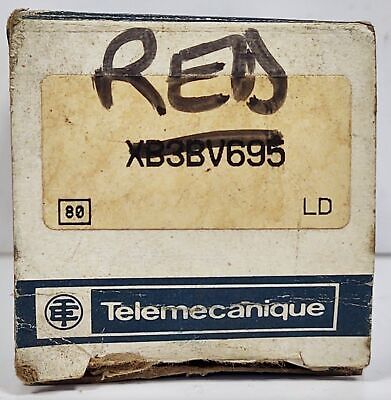 RED
XB3BV695
80 LD
Telemecanique